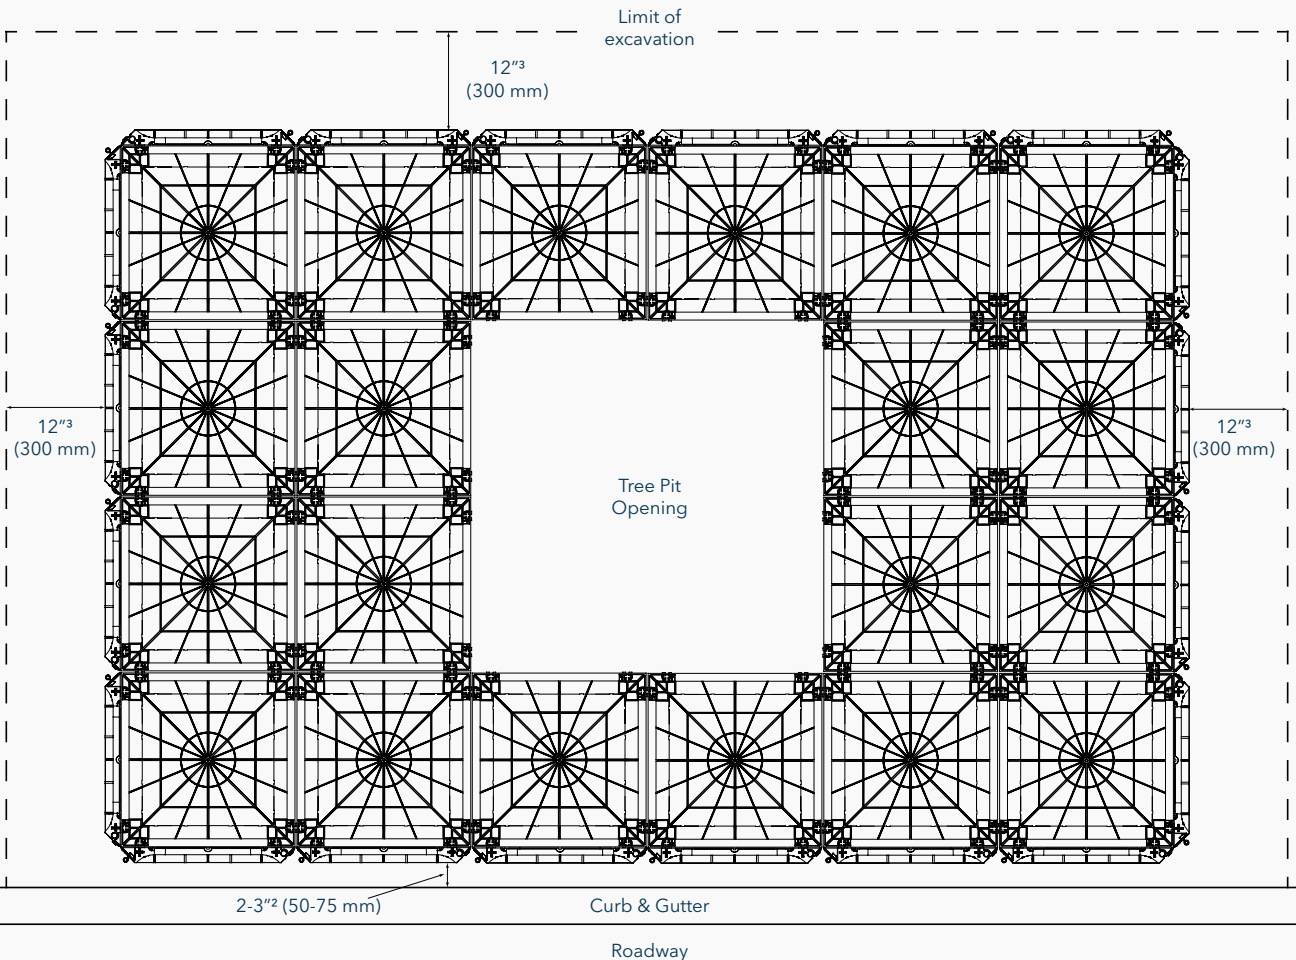 Limit of
excavation
12"³
(300 mm)
12"³
(300 mm)
12"³
(300 mm)
Tree Pit
Opening
2-3"² (50-75 mm)
Curb & Gutter
Roadway